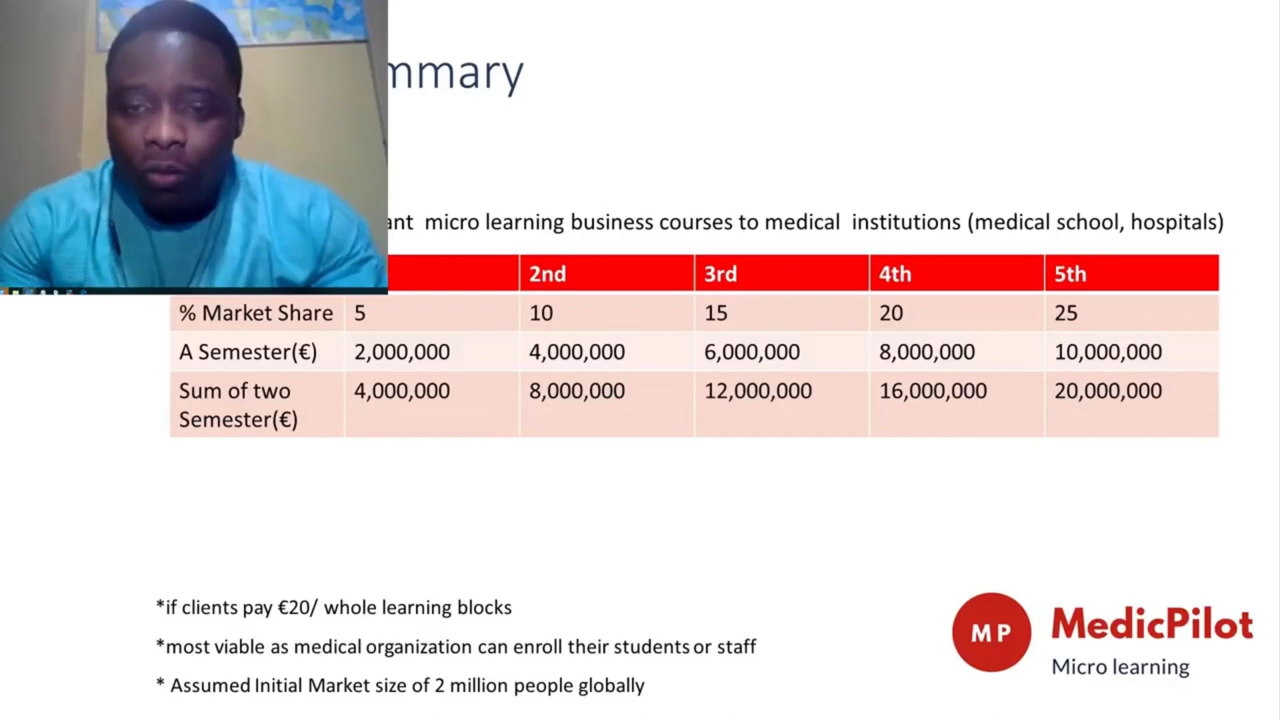 mmary
ant micro learning business courses to medical institutions (medical school, hospitals)
2nd 3rd 4th 5th
% Market Share 5 10 15 20 25
A Semester(€) 2,000,000 4,000,000 6,000,000 8,000,000 10,000,000
Sum of two 4,000,000 8,000,000 12,000,000 16,000,000 20,000,000
Semester(€)
*if clients pay €20/ whole learning blocks
*most viable as medical organization can enroll their students or staff
* Assumed Initial Market size of 2 million people globally
MP MedicPilot
Micro learning